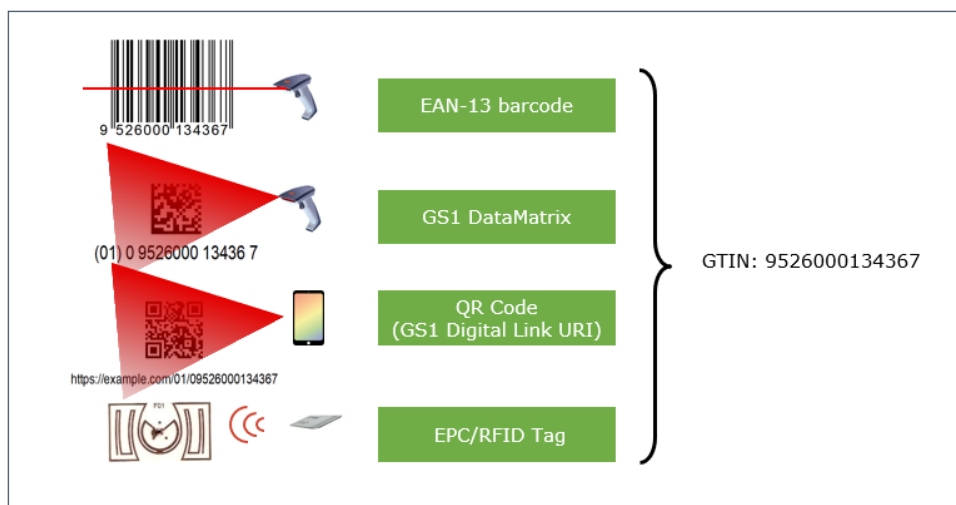 9 526000 134367
EAN-13 barcode
(01) 0 9526000 13436 7
GS1 DataMatrix
GTIN: 9526000134367
QR Code
(GS1 Digital Link URI)
https://example.com/01/09526000134367
F01
EPC/RFID Tag